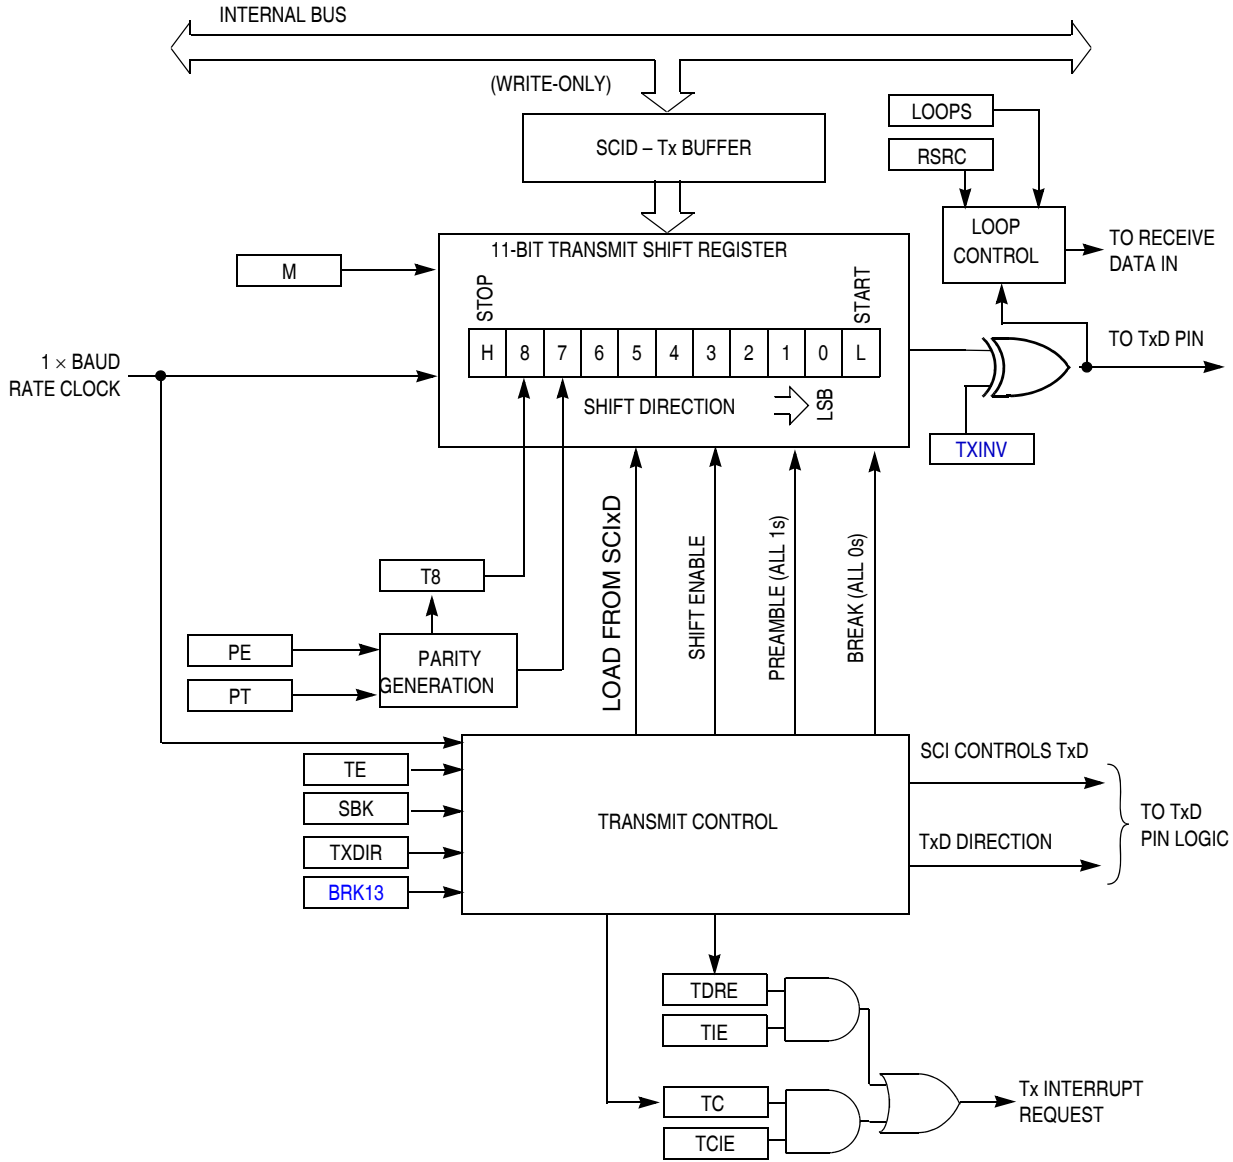 INTERNAL BUS
(WRITE-ONLY)
SCID – Tx BUFFER
LOOPS
RSRC
LOOP
CONTROL
TO RECEIVE
DATA IN
11-BIT TRANSMIT SHIFT REGISTER
M
STOP
START
H 8 7 6 5 4 3 2 1 0 L
1 × BAUD
RATE CLOCK
SHIFT DIRECTION
LSB
TO TxD PIN
TXINV
LOAD FROM SCIxD
SHIFT ENABLE
PREAMBLE (ALL 1s)
BREAK (ALL 0s)
T8
PE
PT
PARITY
GENERATION
TE
SBK
TXDIR
BRK13
TRANSMIT CONTROL
SCI CONTROLS TxD
TxD DIRECTION
TO TxD
PIN LOGIC
TDRE
TIE
TC
TCIE
Tx INTERRUPT
REQUEST